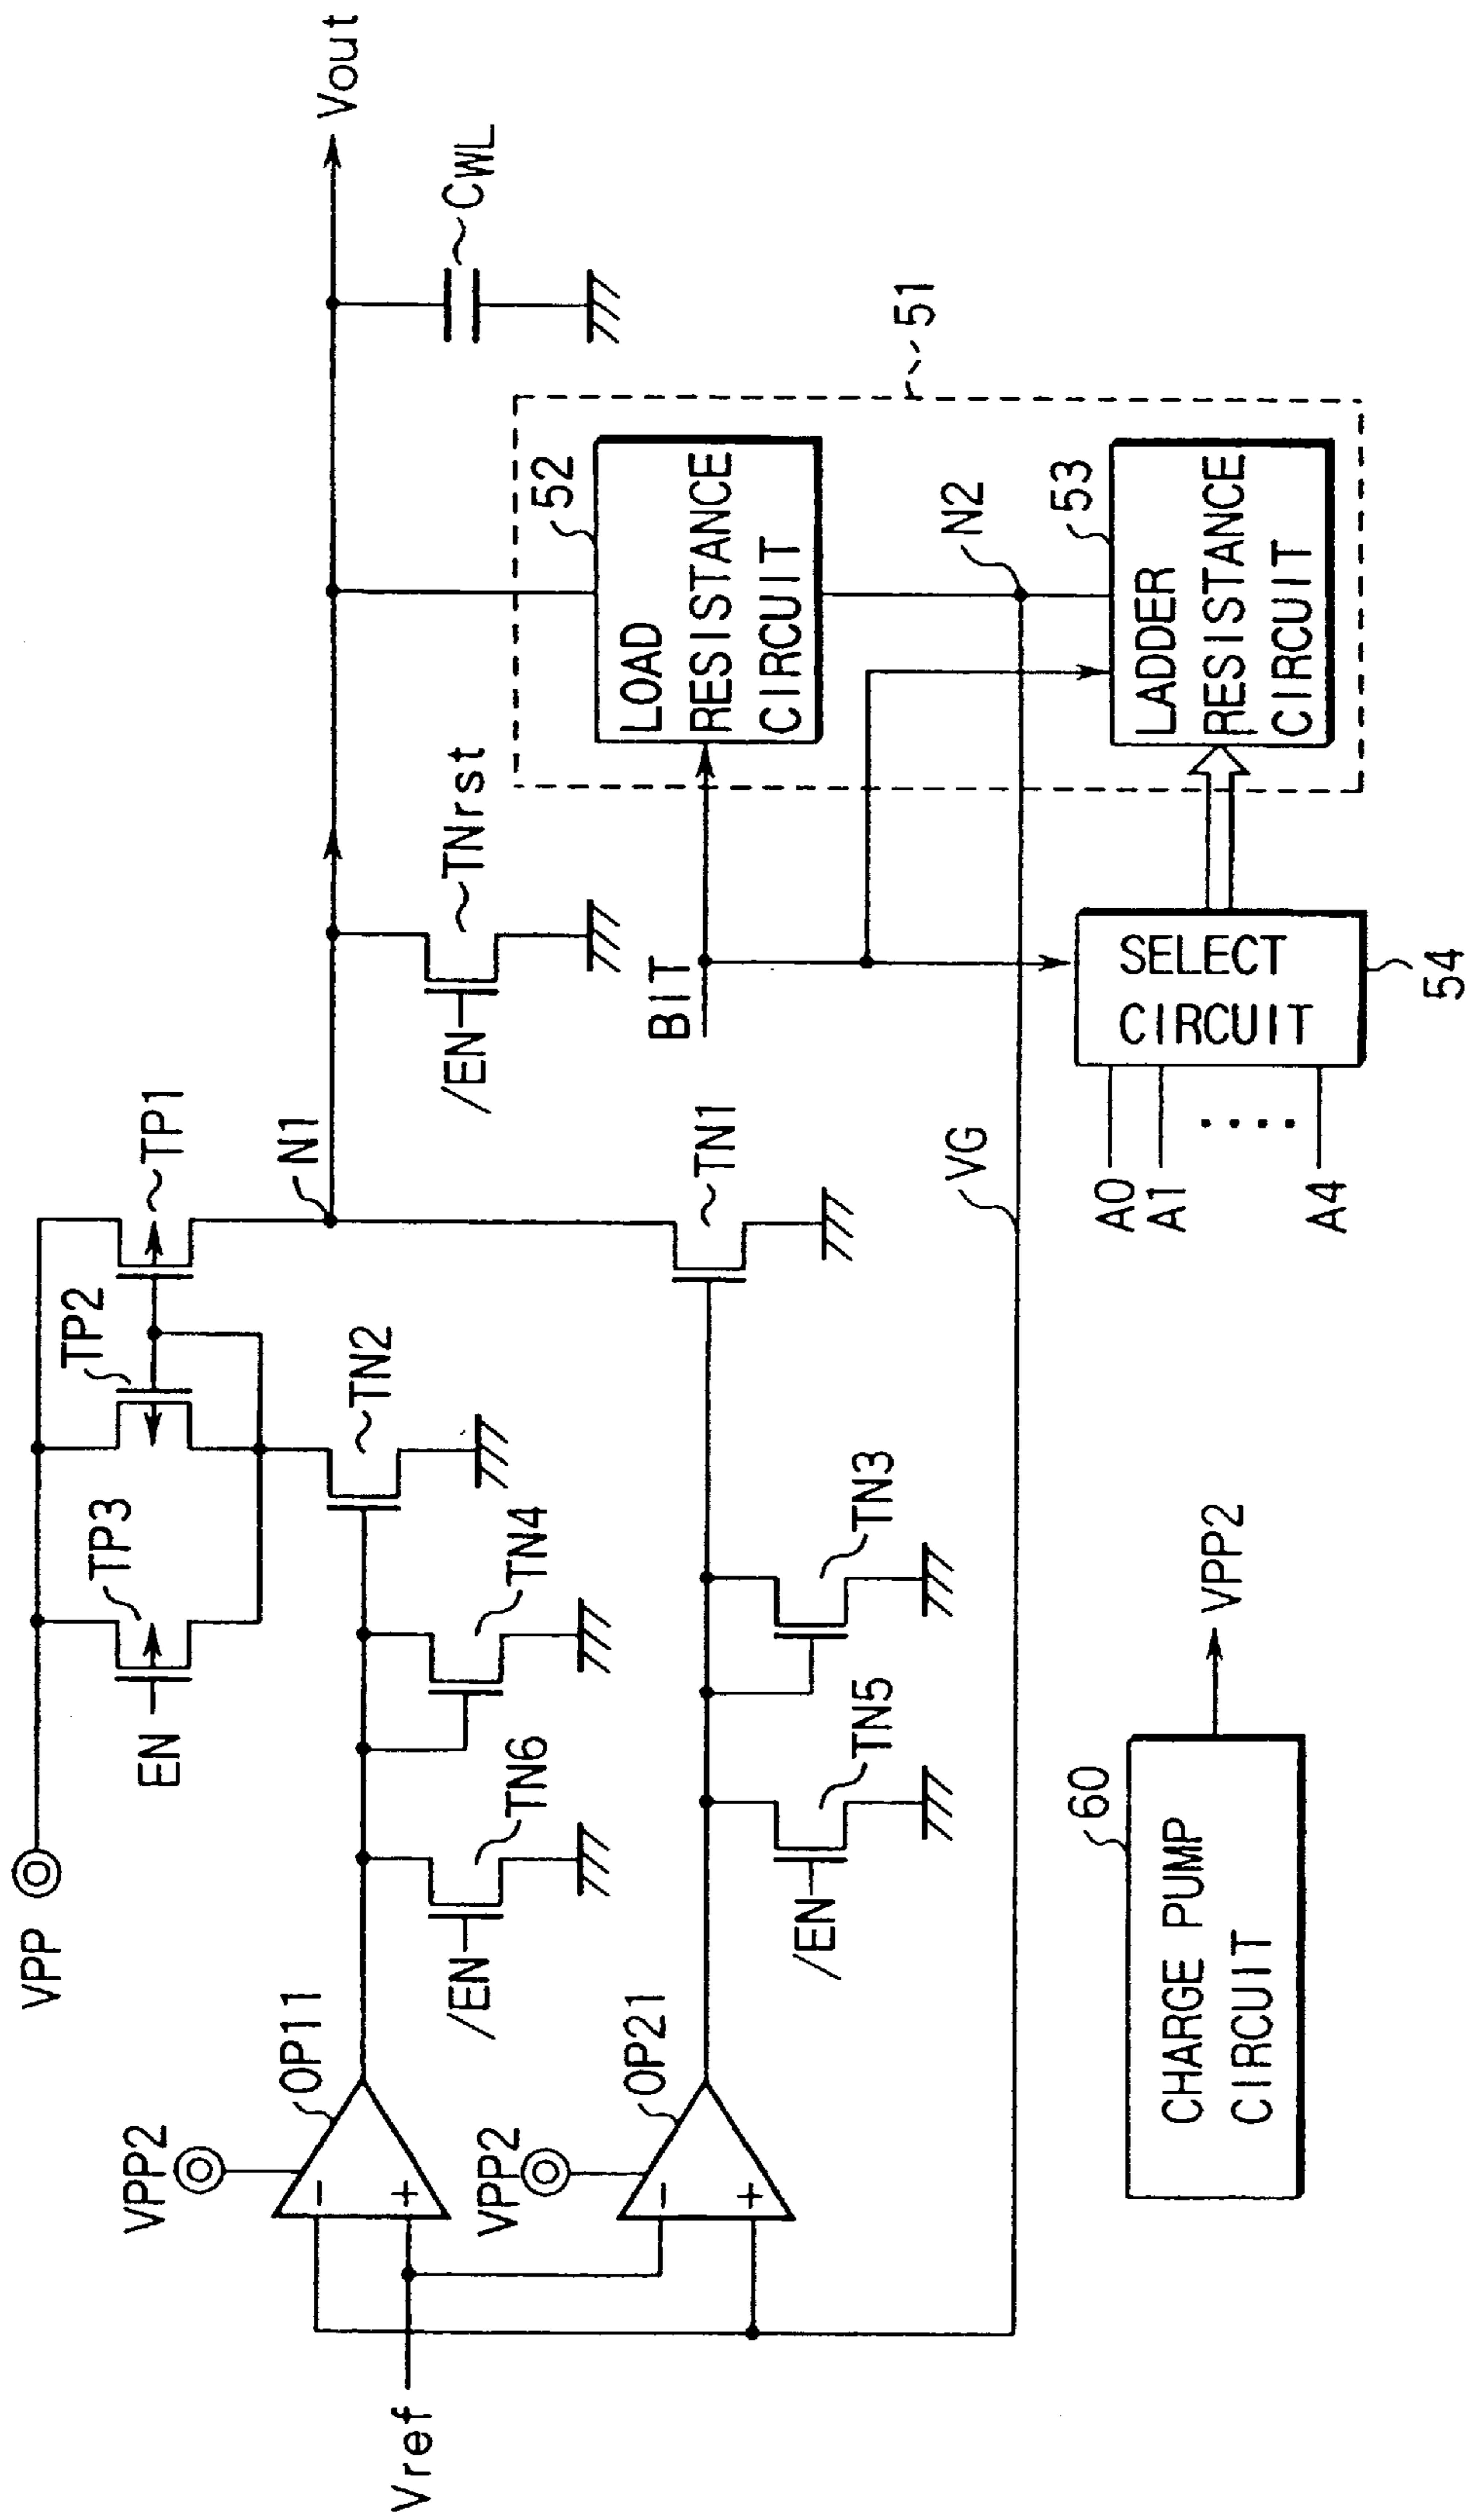 VPP
EN
TP3
TP2
TP1
N1
Vout
VPP2
OP11
−
+
TN2
TN4
TN6
/EN
TNrst
/EN
CWL
Vref
VPP2
OP21
−
+
TN1
TN3
TN5
/EN
BIT
51
52
LOAD
RESISTANCE
CIRCUIT
N2
VG
53
LADDER
RESISTANCE
CIRCUIT
SELECT
CIRCUIT
54
A0
A1
A4
60
CHARGE PUMP
CIRCUIT
VPP2